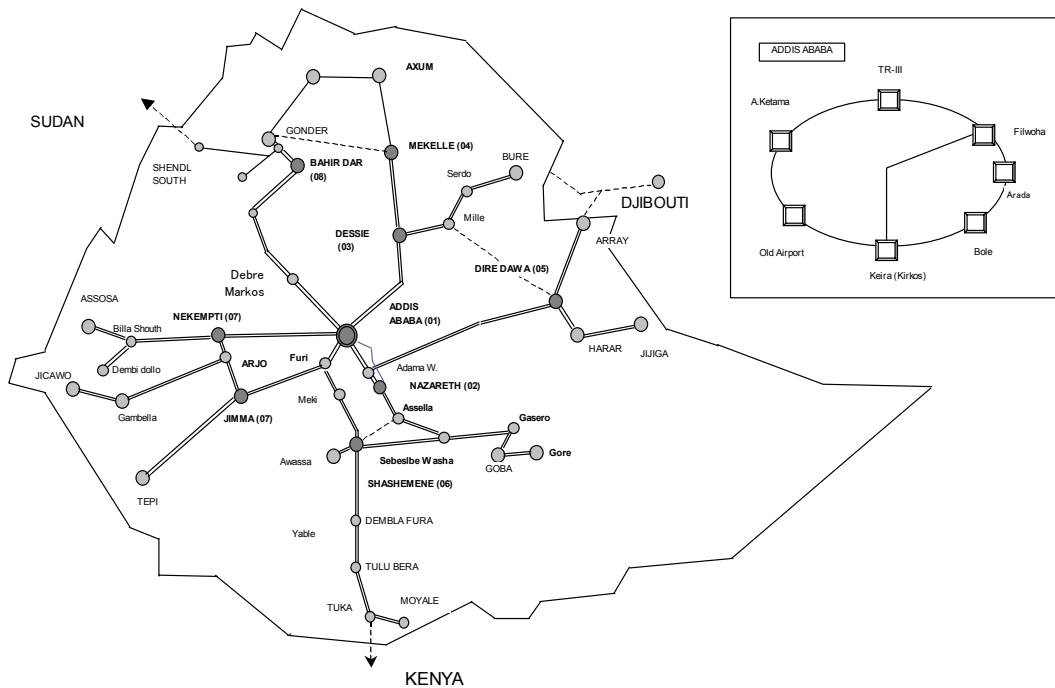 ADDIS ABABA
TR-III
A.Ketama
Filwoha
Arada
Old Airport
Bole
Keira (Kirkos)
AXUM
SUDAN
GONDER
MEKELLE (04)
BURE
SHENDL
SOUTH
BAHIR DAR
(08)
Serdo
DJIBOUTI
Mille
DESSIE
(03)
ARRAY
DIRE DAWA (05)
Debre
Markos
ASSOSA
NEKEMPTI (07)
ADDIS
ABABA (01)
Billa Shouth
HARAR
JIJIGA
Dembi dollo
ARJO
Furi
Adama W.
JICAWO
NAZARETH (02)
Meki
Gambella
JIMMA (07)
Assella
Gasero
Awassa
Sebeslbe Washa
GOBA
Gore
SHASHEMENE (06)
TEPI
DEMBLA FURA
Yable
TULU BERA
TUKA
MOYALE
KENYA